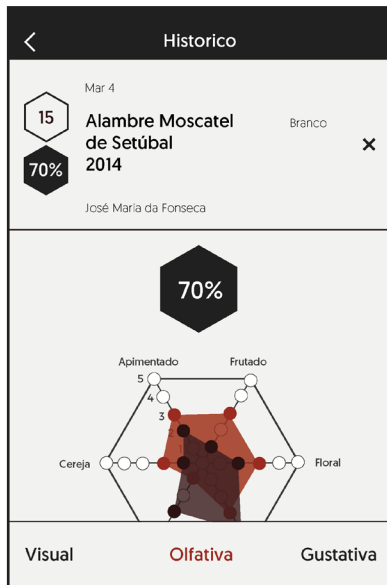 Historico
Mar 4
15
Alambre Moscatel
Branco
de Setúbal
70%
2014
José Maria da Fonseca
70%
Apimentado
Frutado
5
4
3
2
Cereja
Floral
Visual
Olfativa
Gustativa